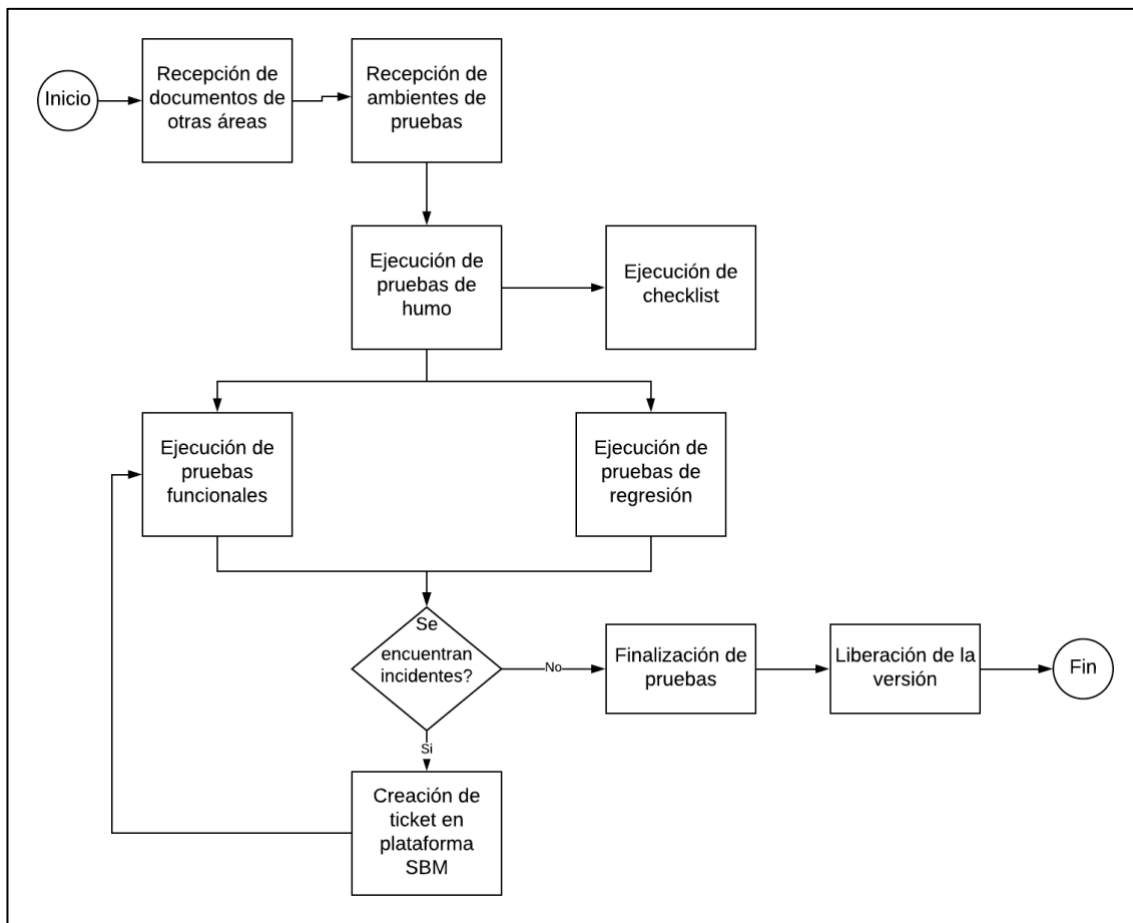 Inicio
Recepción de
documentos de
otras áreas
Recepción de
ambientes de
pruebas
Ejecución de
pruebas de
humo
Ejecución de
checklist
Ejecución de
pruebas
funcionales
Ejecución de
pruebas de
regresión
Se
encuentran
incidentes?
No
Finalización de
pruebas
Liberación de la
versión
Fin
Si
Creación de
ticket en
plataforma
SBM